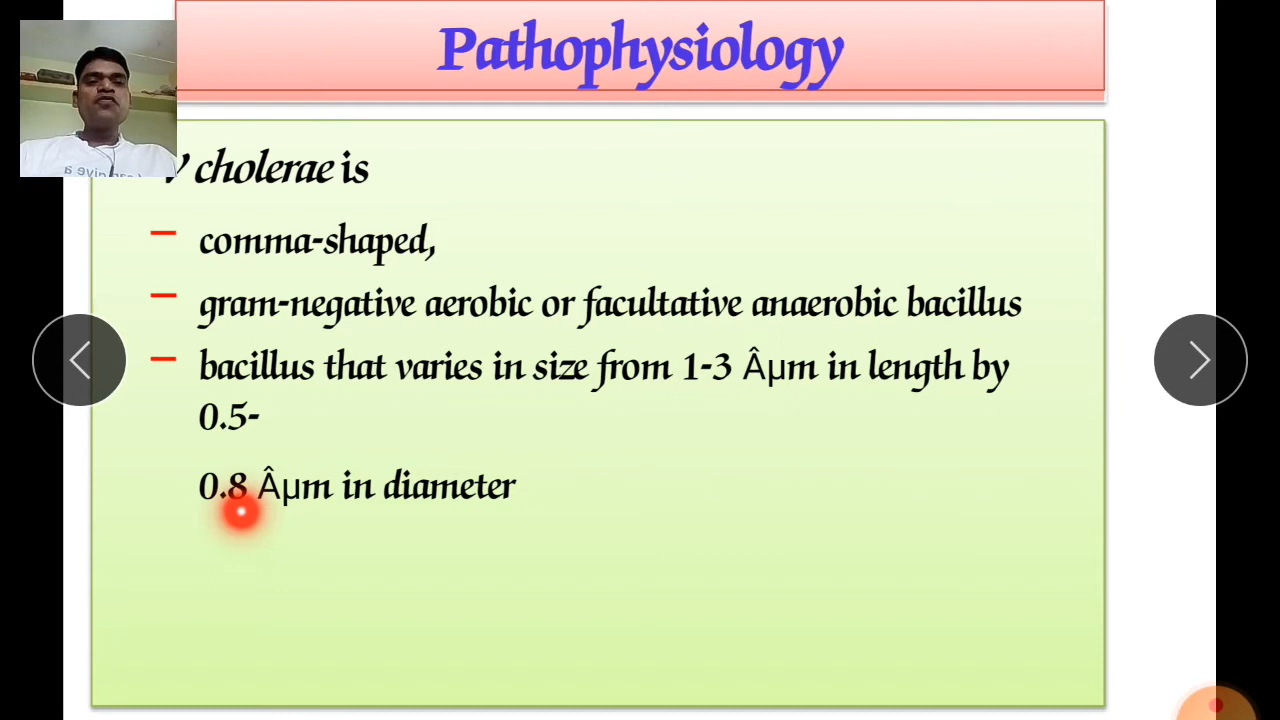 Pathophysiology
V cholerae is
– comma-shaped,
– gram-negative aerobic or facultative anaerobic bacillus
– bacillus that varies in size from 1-3 Âµm in length by
0.5-
0.8 Âµm in diameter